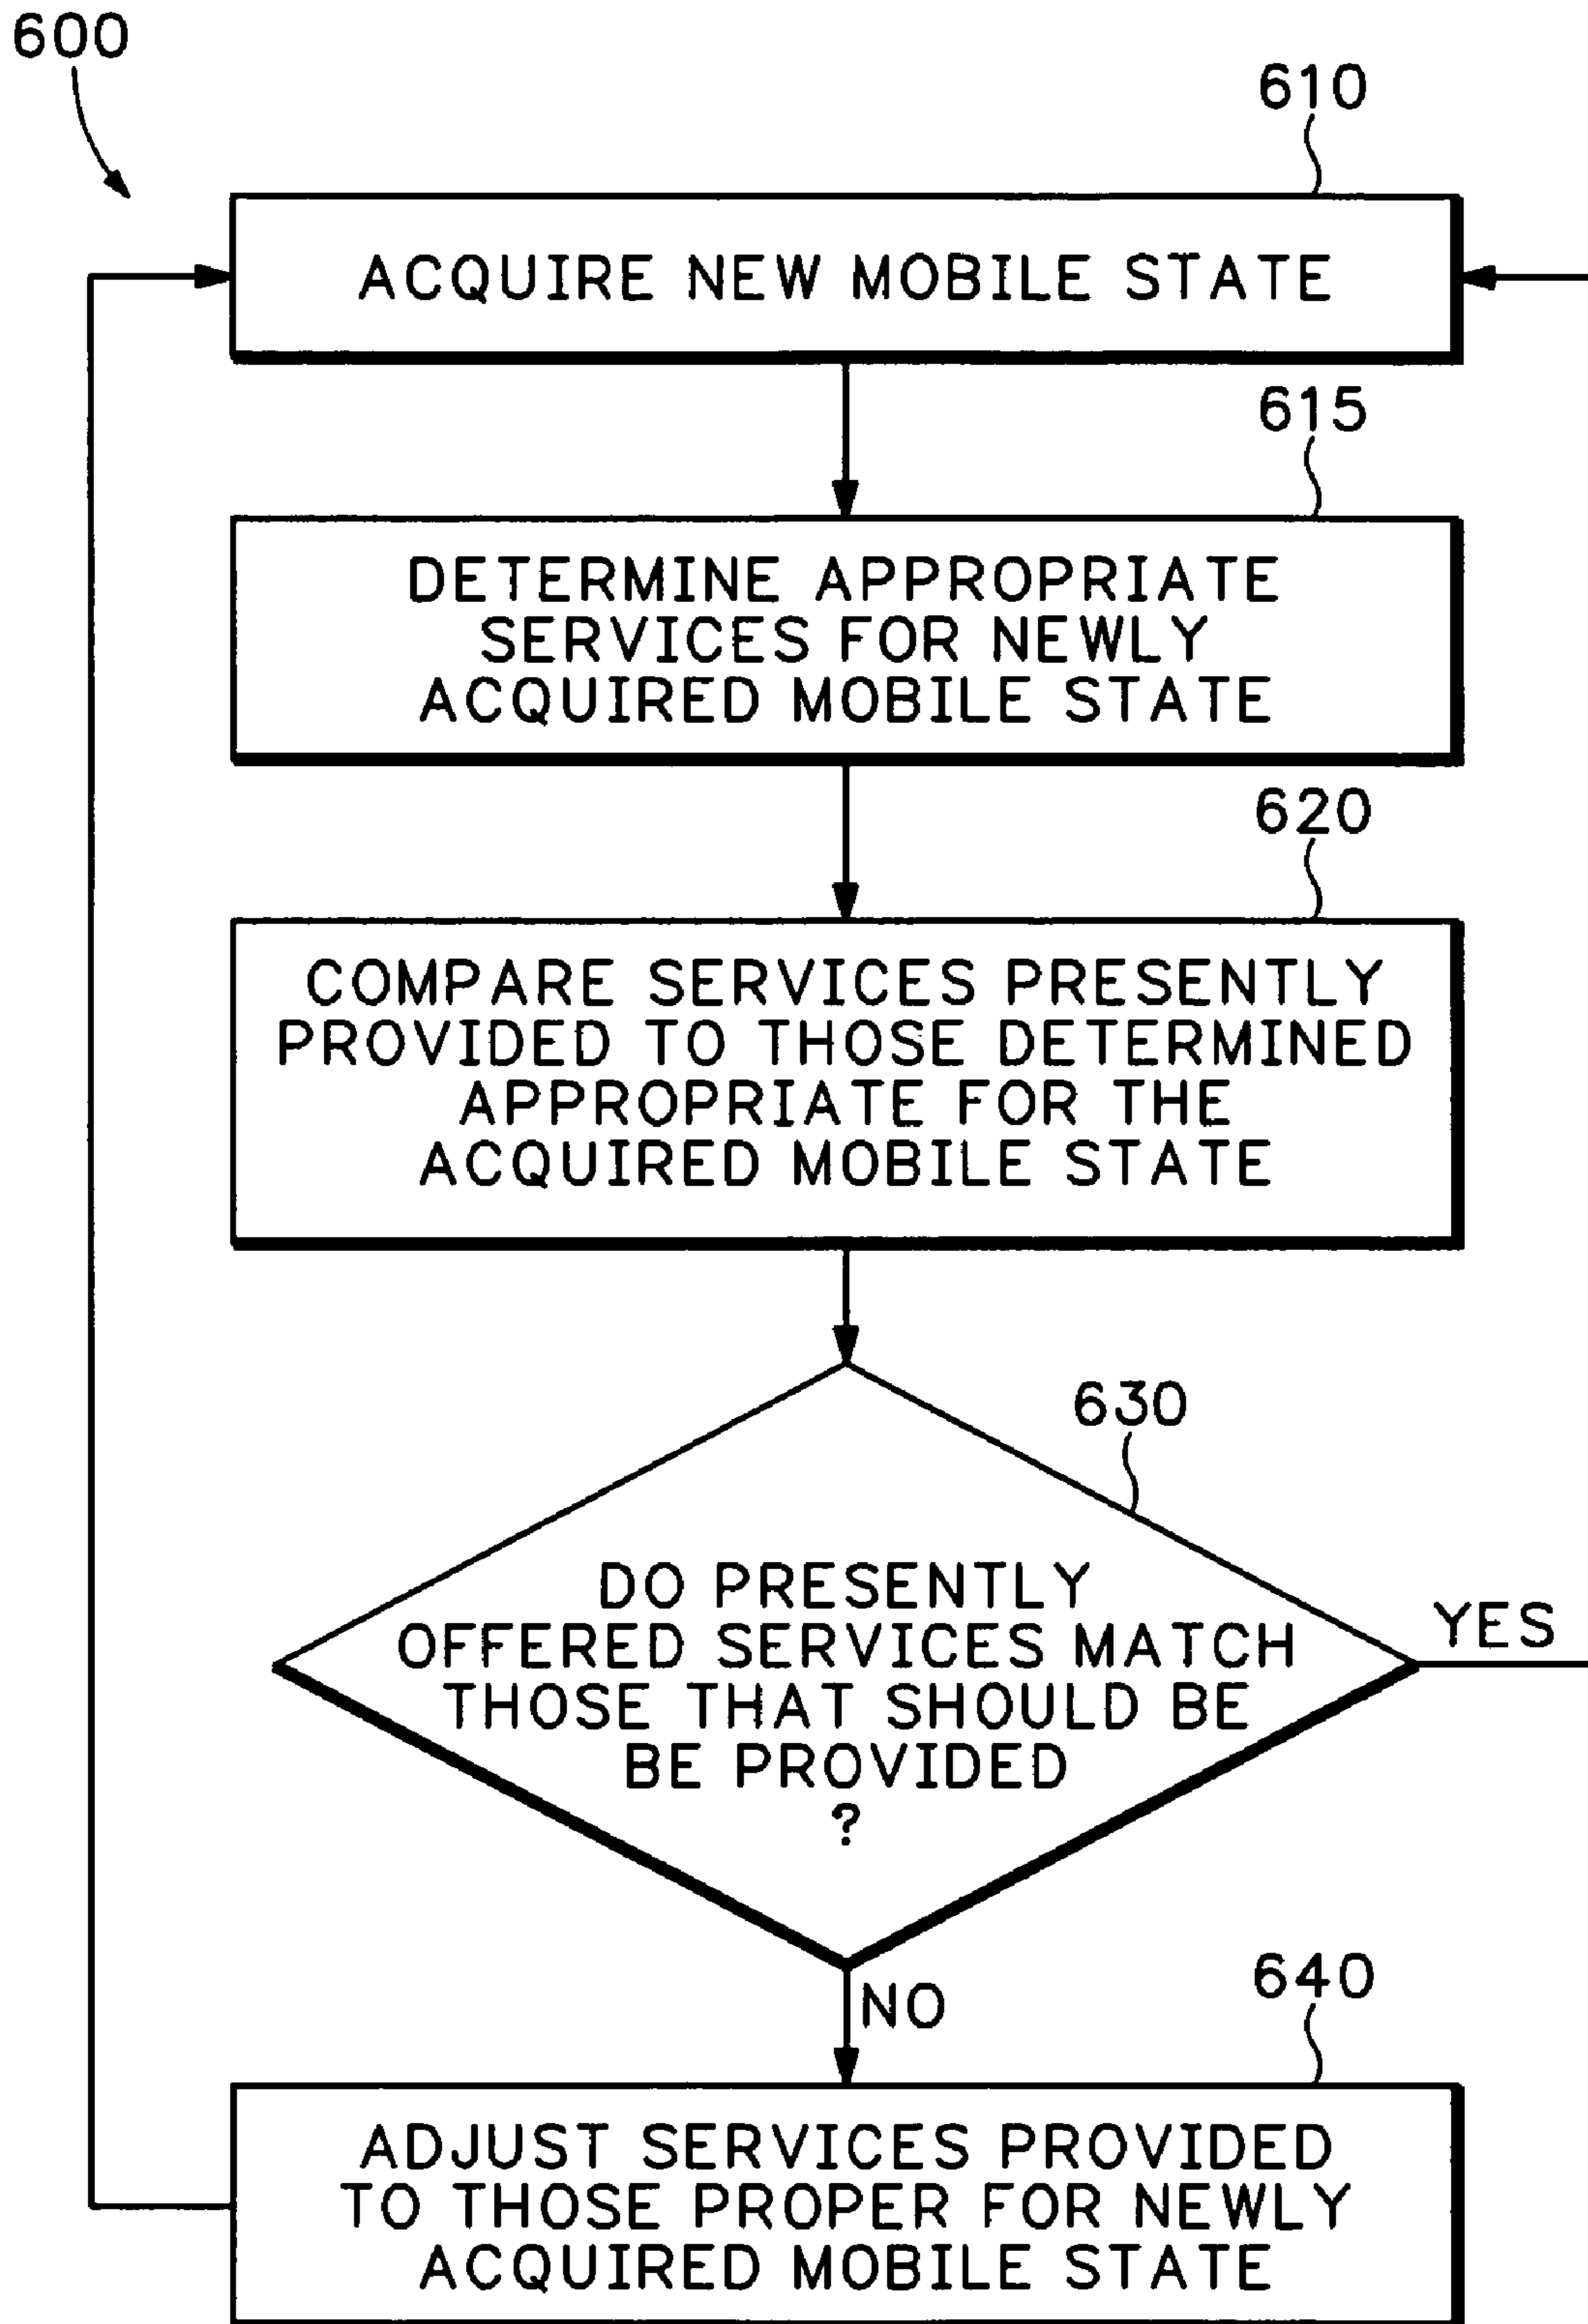 600
610
ACQUIRE NEW MOBILE STATE
615
DETERMINE APPROPRIATE
SERVICES FOR NEWLY
ACQUIRED MOBILE STATE
620
COMPARE SERVICES PRESENTLY
PROVIDED TO THOSE DETERMINED
APPROPRIATE FOR THE
ACQUIRED MOBILE STATE
630
DO PRESENTLY
OFFERED SERVICES MATCH
THOSE THAT SHOULD BE
BE PROVIDED
?
YES
NO
640
ADJUST SERVICES PROVIDED
TO THOSE PROPER FOR NEWLY
ACQUIRED MOBILE STATE